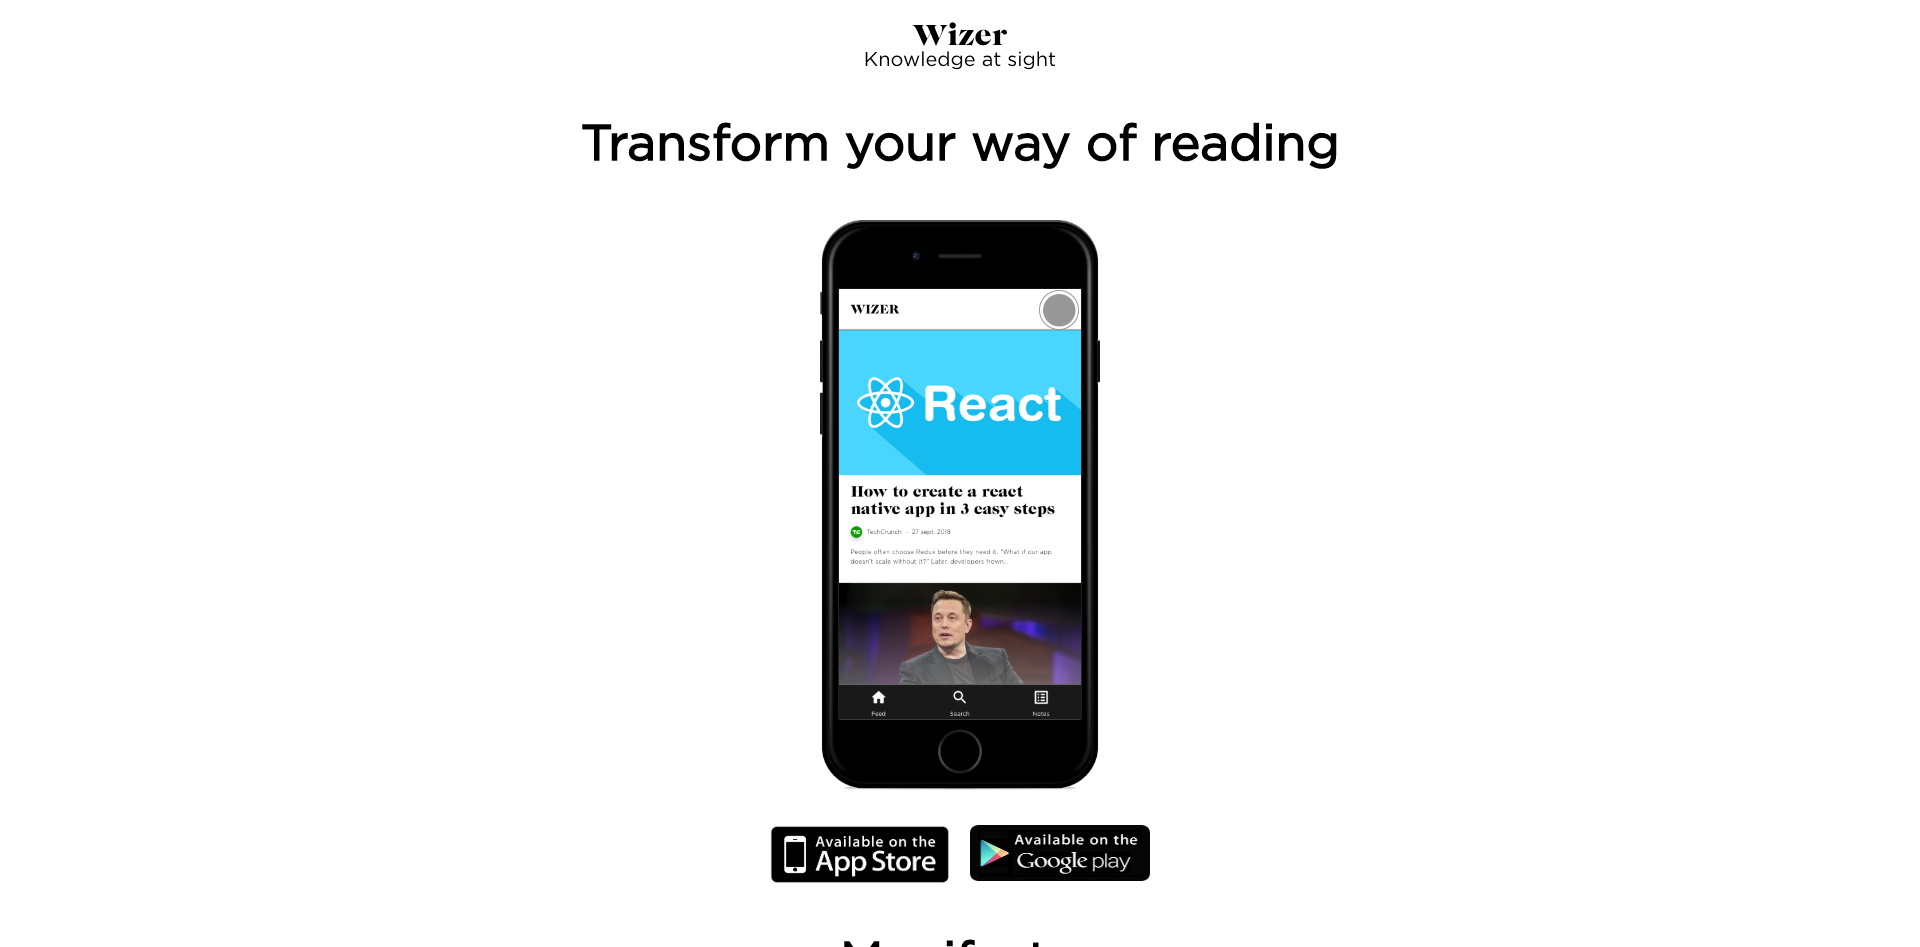 Wizer
Knowledge at sight
Transform your way of reading
WIZER
React
How to create a react
native app in 3 easy steps
TechCrunch - 27 sept. 2018
People often choose Redux before they need it. "What if our app
doesn't scale without it?" Later, developers frown...
Feed
Search
Notes
Available on the
App Store
Available on the
Google play